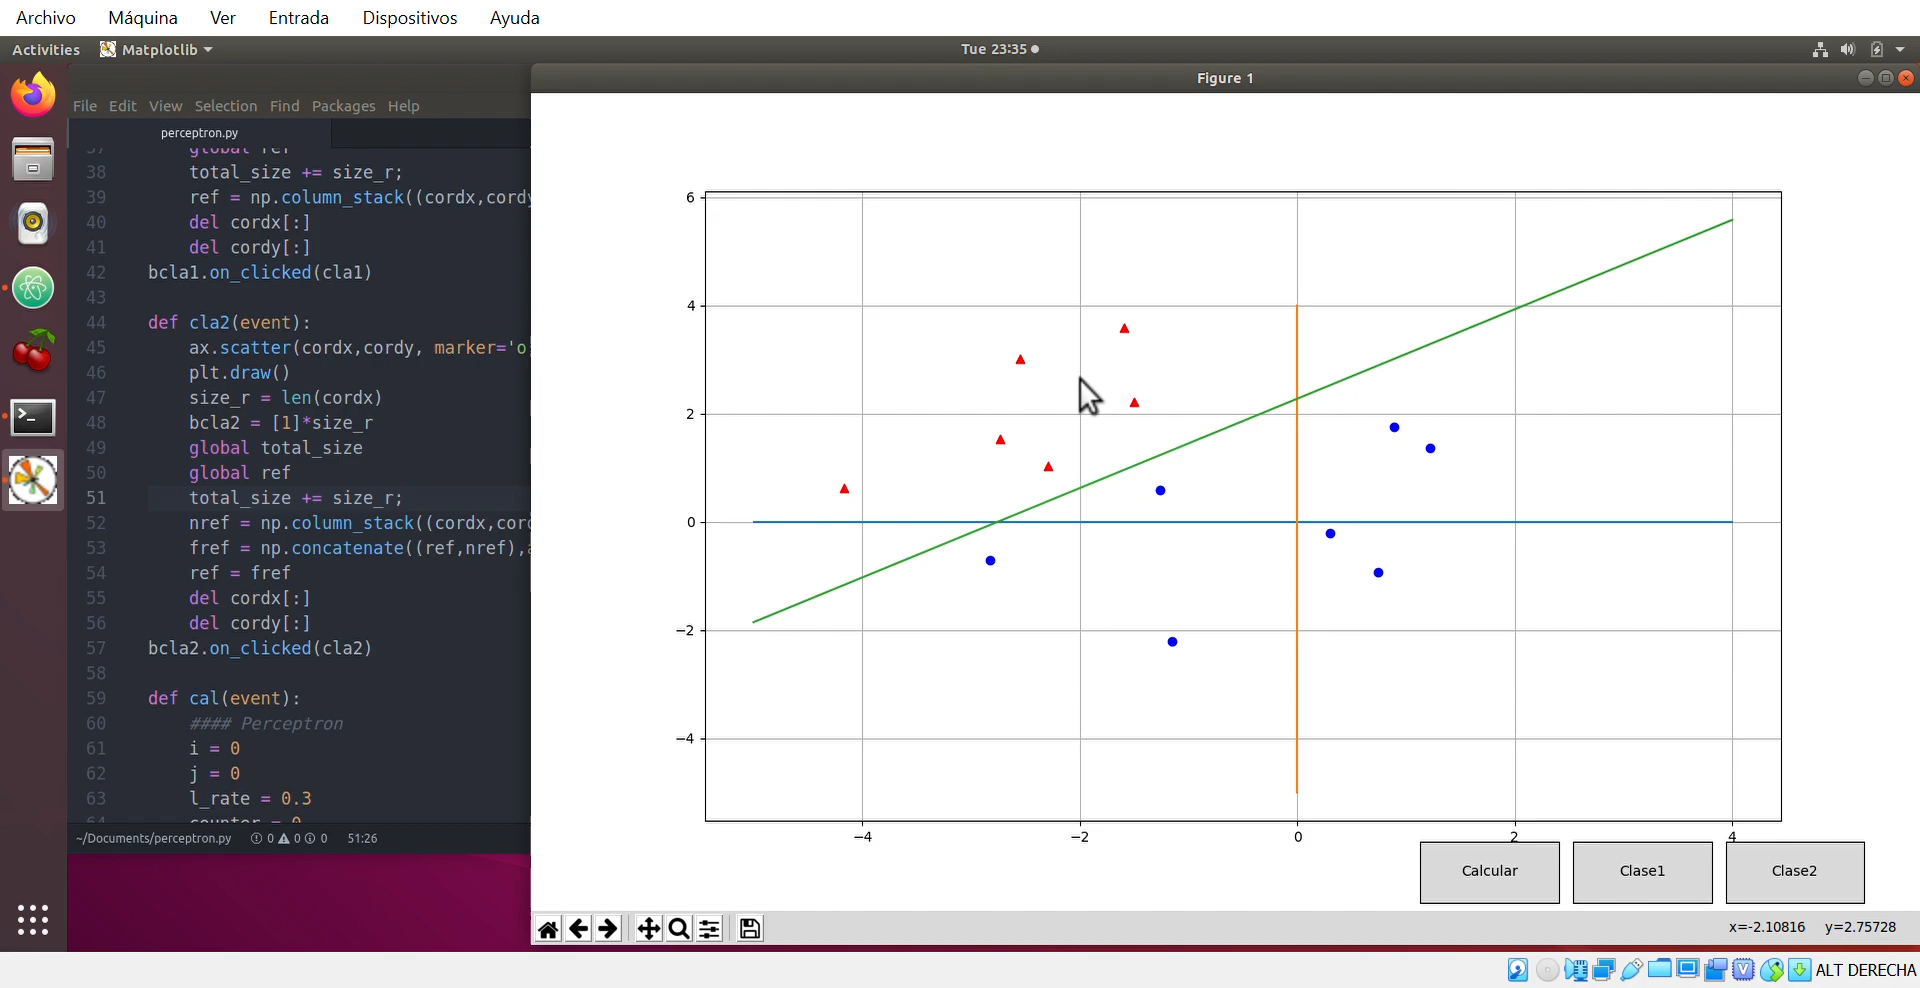 Archivo Máquina Ver Entrada Dispositivos Ayuda
Activities Matplotlib Tue 23:35
Figure 1
File Edit View Selection Find Packages Help
perceptron.py
37 global ref
38 total_size += size_r;
39 ref = np.column_stack((cordx,cordy
40 del cordx[:]
41 del cordy[:]
42 bcla1.on_clicked(cla1)
43
44 def cla2(event):
45 ax.scatter(cordx,cordy, marker='o
46 plt.draw()
47 size_r = len(cordx)
48 bcla2 = [1]*size_r
49 global total_size
50 global ref
51 total_size += size_r;
52 nref = np.column_stack((cordx,cord
53 fref = np.concatenate((ref,nref),a
54 ref = fref
55 del cordx[:]
56 del cordy[:]
57 bcla2.on_clicked(cla2)
58
59 def cal(event):
60 #### Perceptron
61 i = 0
62 j = 0
63 l_rate = 0.3
64 counter = 0
~/Documents/perceptron.py 0 0 0 51:26
6
4
2
0
−2
−4
−4 −2 0 2 4
Calcular Clase1 Clase2
x=-2.10816 y=2.75728
ALT DERECHA